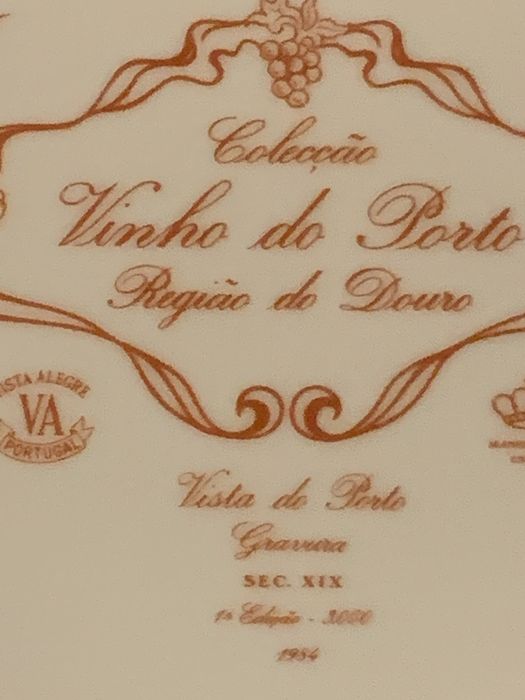 Colecção
Vinho do Porto
Região do Douro
VISTA ALEGRE
VA
PORTUGAL
Vista do Porto
Gravura
SEC. XIX
1ª Edição - 3000
1984